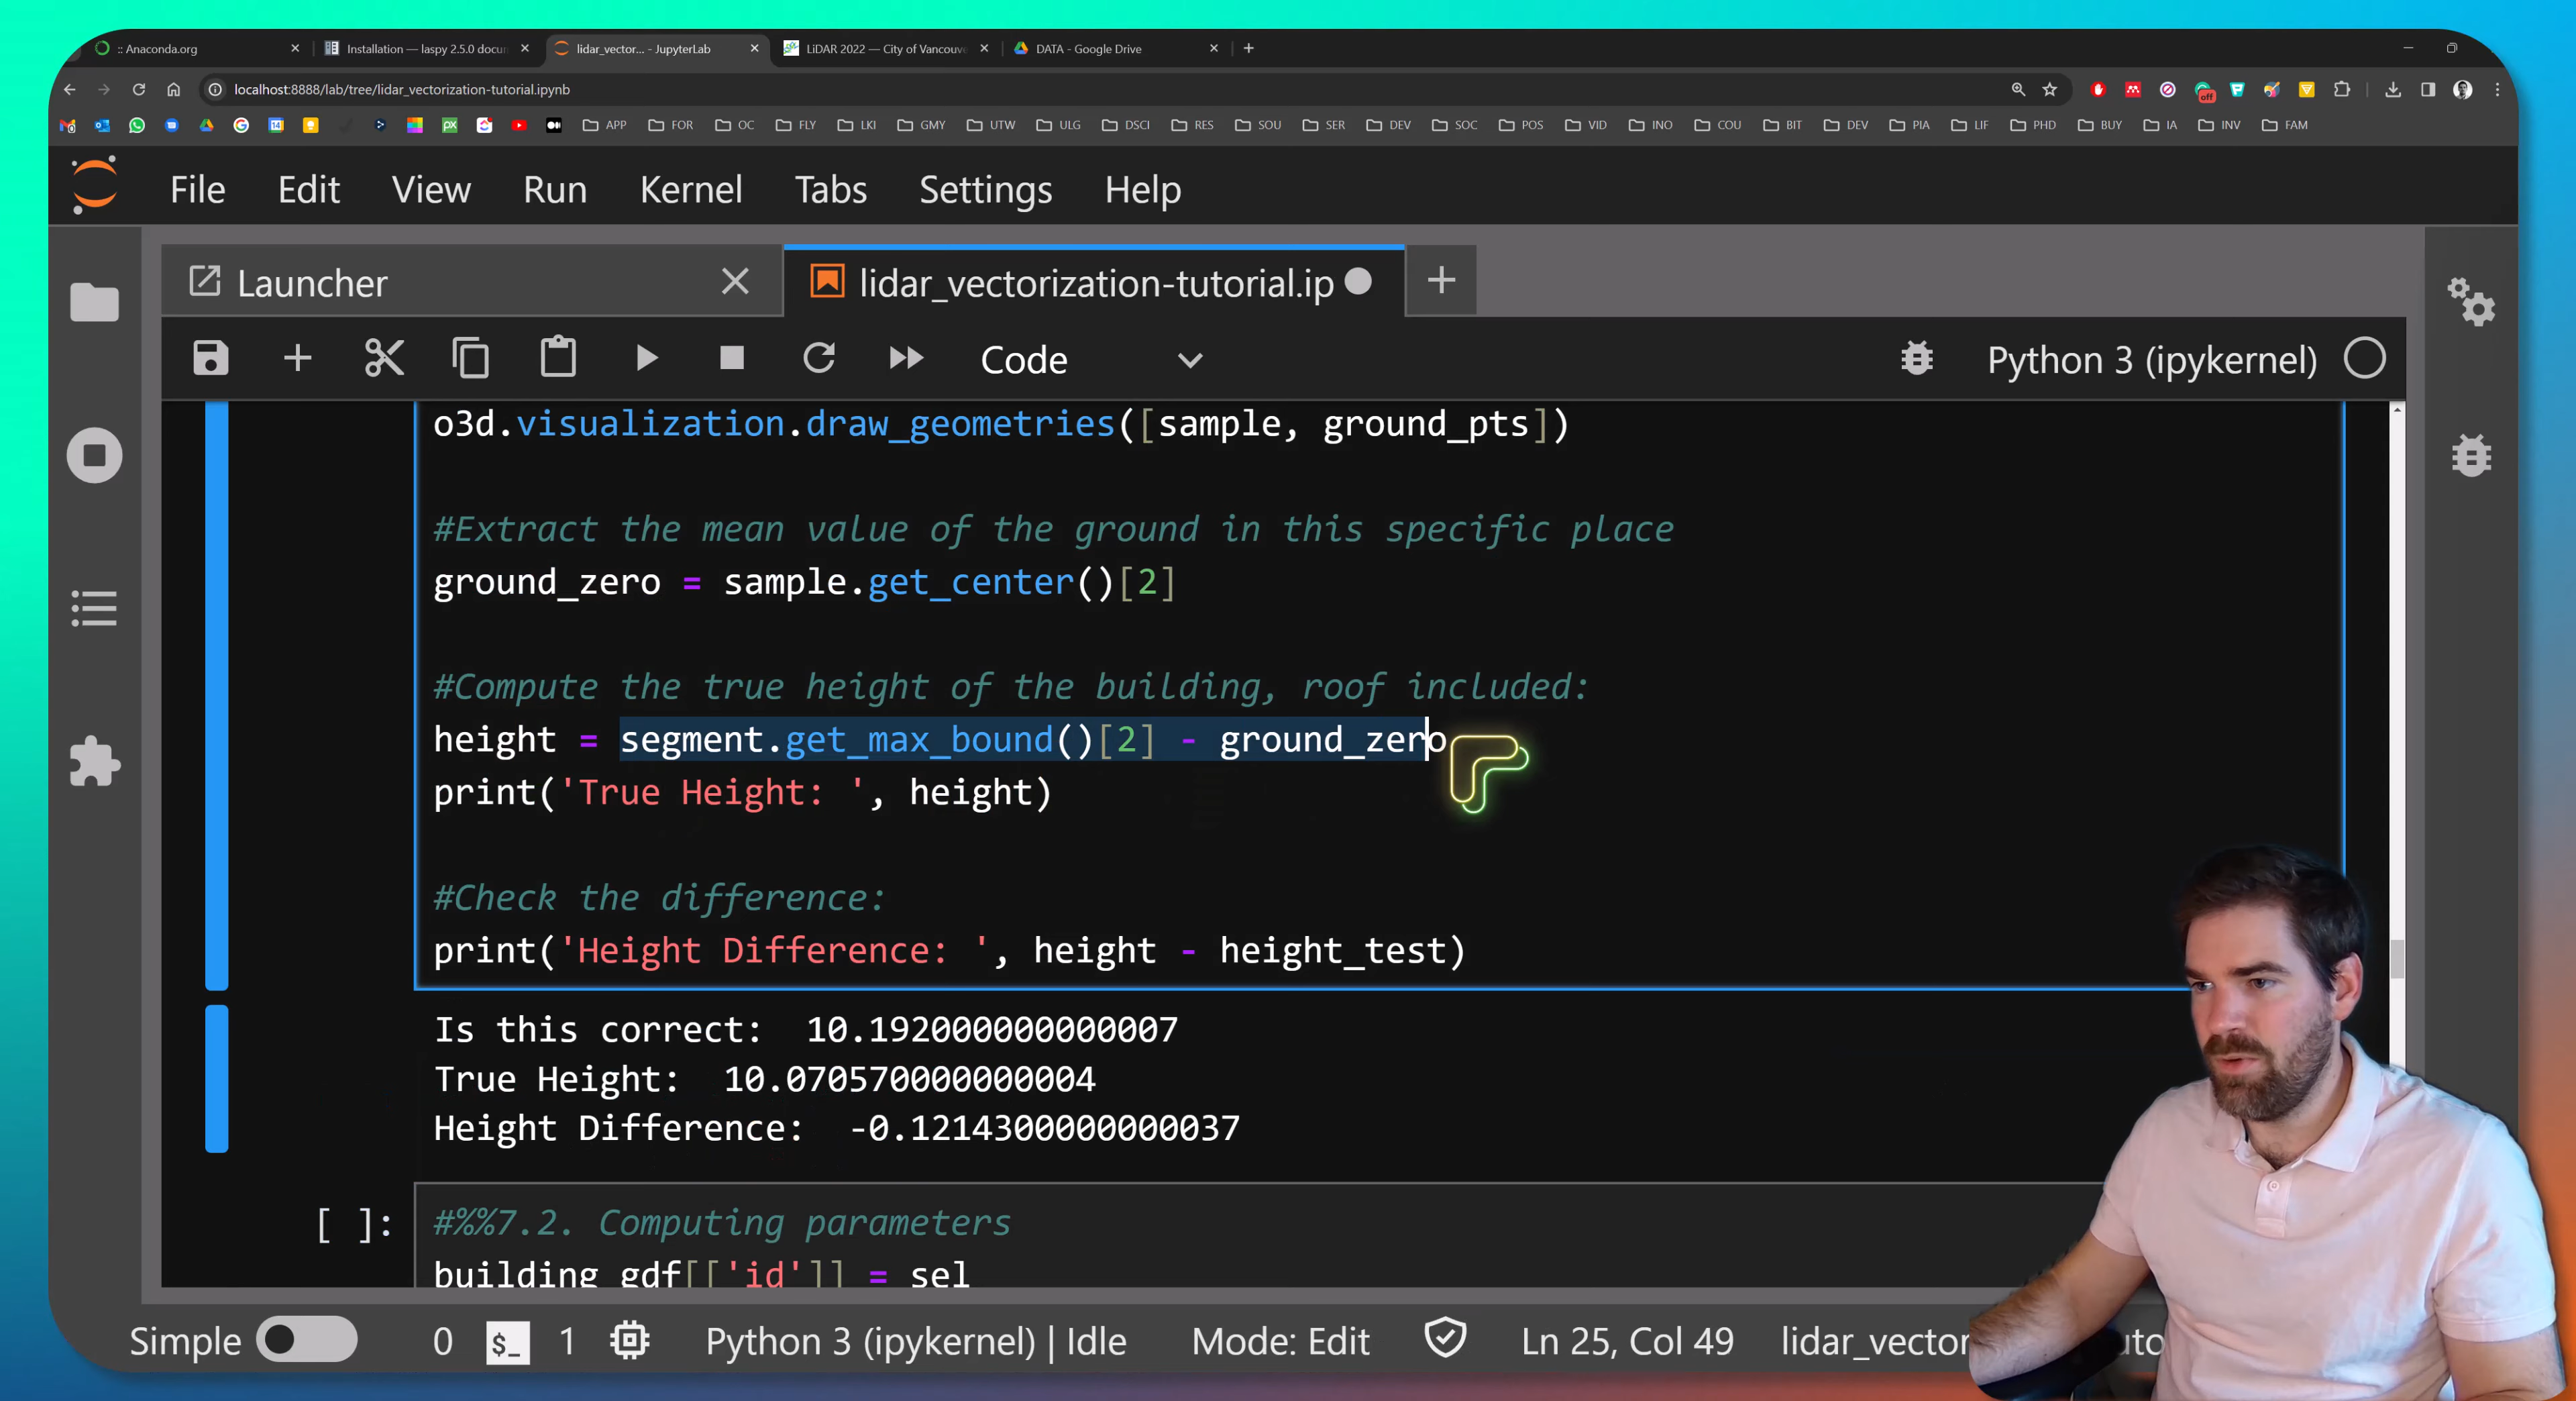 :: Anaconda.org
Installation — laspy 2.5.0 docun
lidar_vector... - JupyterLab
LiDAR 2022 — City of Vancouve
DATA - Google Drive
localhost:8888/lab/tree/lidar_vectorization-tutorial.ipynb
off
14
APP FOR OC FLY LKI GMY UTW ULG DSCI RES SOU SER DEV SOC POS VID INO COU BIT DEV PIA LIF PHD BUY IA INV FAM
File Edit View Run Kernel Tabs Settings Help
Launcher
lidar_vectorization-tutorial.ip
Code
Python 3 (ipykernel)
o3d.visualization.draw_geometries([sample, ground_pts])
#Extract the mean value of the ground in this specific place
ground_zero = sample.get_center()[2]
#Compute the true height of the building, roof included:
height = segment.get_max_bound()[2] - ground_zero
print('True Height: ', height)
#Check the difference:
print('Height Difference: ', height - height_test)
Is this correct:  10.192000000000007
True Height:  10.070570000000004
Height Difference:  -0.1214300000000037
[ ]:
#%%7.2. Computing parameters
building_gdf[['id']] = sel
Simple 0 $_ 1 Python 3 (ipykernel) | Idle Mode: Edit Ln 25, Col 49 lidar_vector